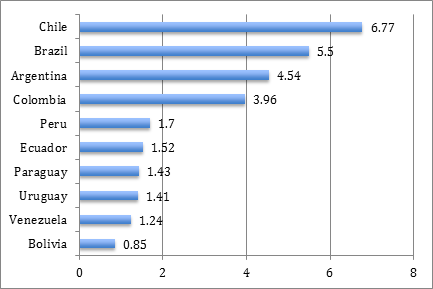 Chile 6.77
Brazil 5.5
Argentina 4.54
Colombia 3.96
Peru 1.7
Ecuador 1.52
Paraguay 1.43
Uruguay 1.41
Venezuela 1.24
Bolivia 0.85
0 2 4 6 8